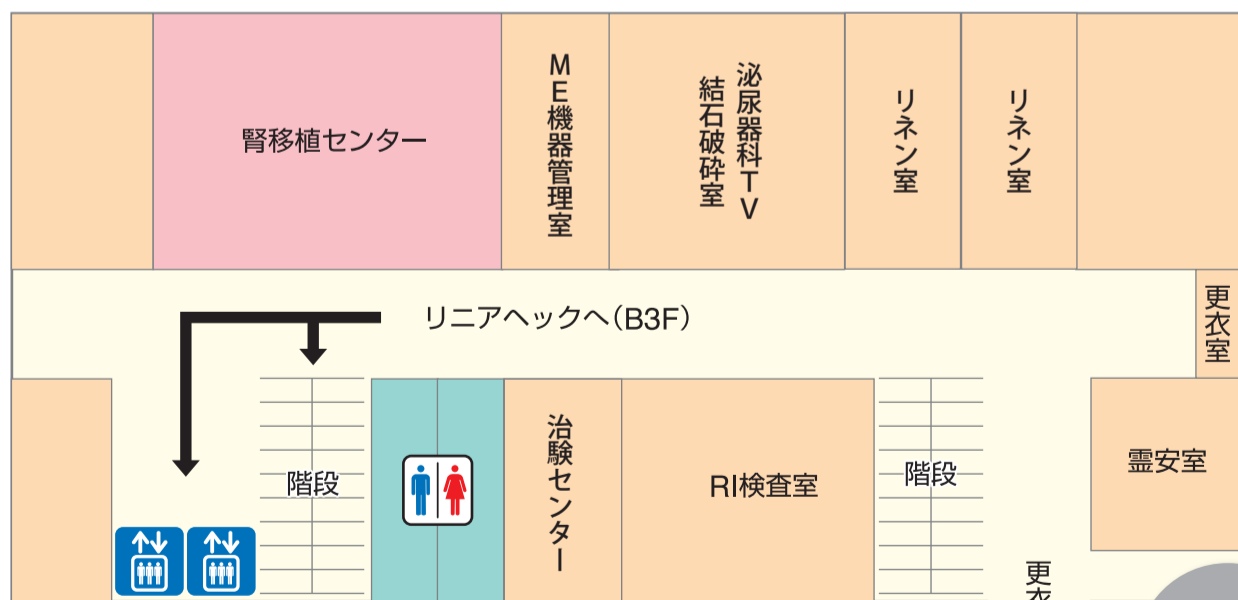 腎移植センター
ME機器管理室
泌尿器科TV
結石破砕室
リネン室
リネン室
リニアヘックへ(B3F)
更衣室
階段
治験センター
RI検査室
階段
霊安室
更衣